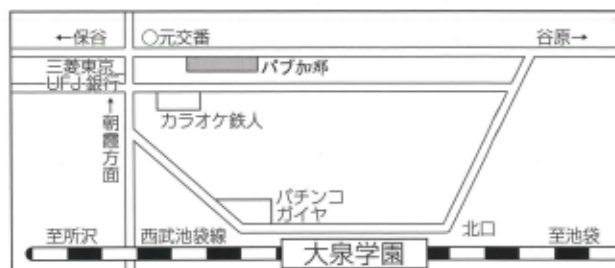 ←保谷
○元交番
谷原→
三菱東京
UFJ銀行
パブ加那
↑朝霞方面
カラオケ鉄人
パチンコ
ガイヤ
北口
至所沢
西武池袋線
大泉学園
至池袋